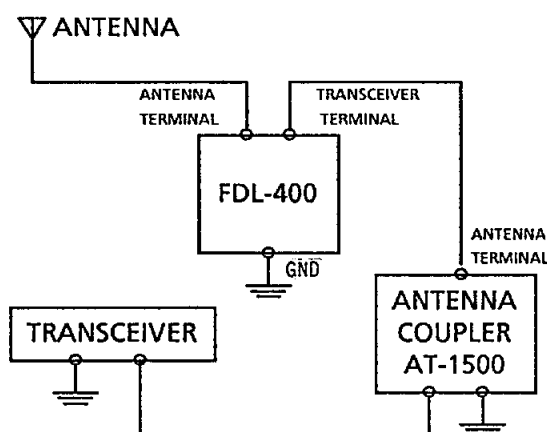 ANTENNA
ANTENNA
TERMINAL
TRANSCEIVER
TERMINAL
FDL-400
GND
ANTENNA
TERMINAL
TRANSCEIVER
ANTENNA
COUPLER
AT-1500